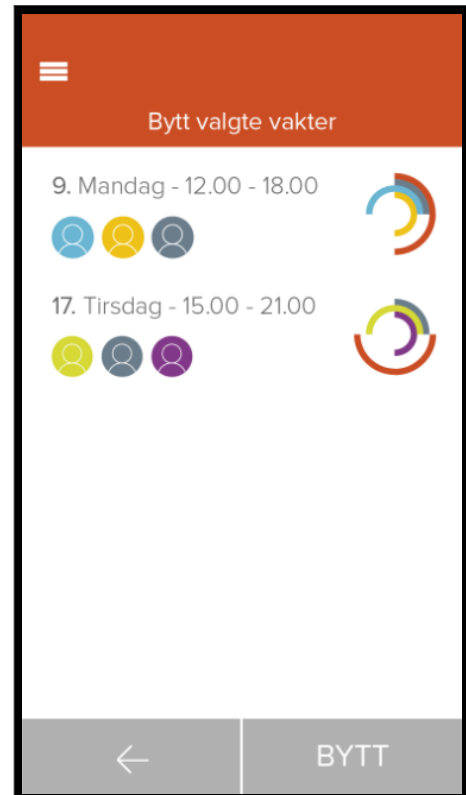 Bytt valgte vakter
9. Mandag - 12.00 - 18.00
17. Tirsdag - 15.00 - 21.00
BYTT